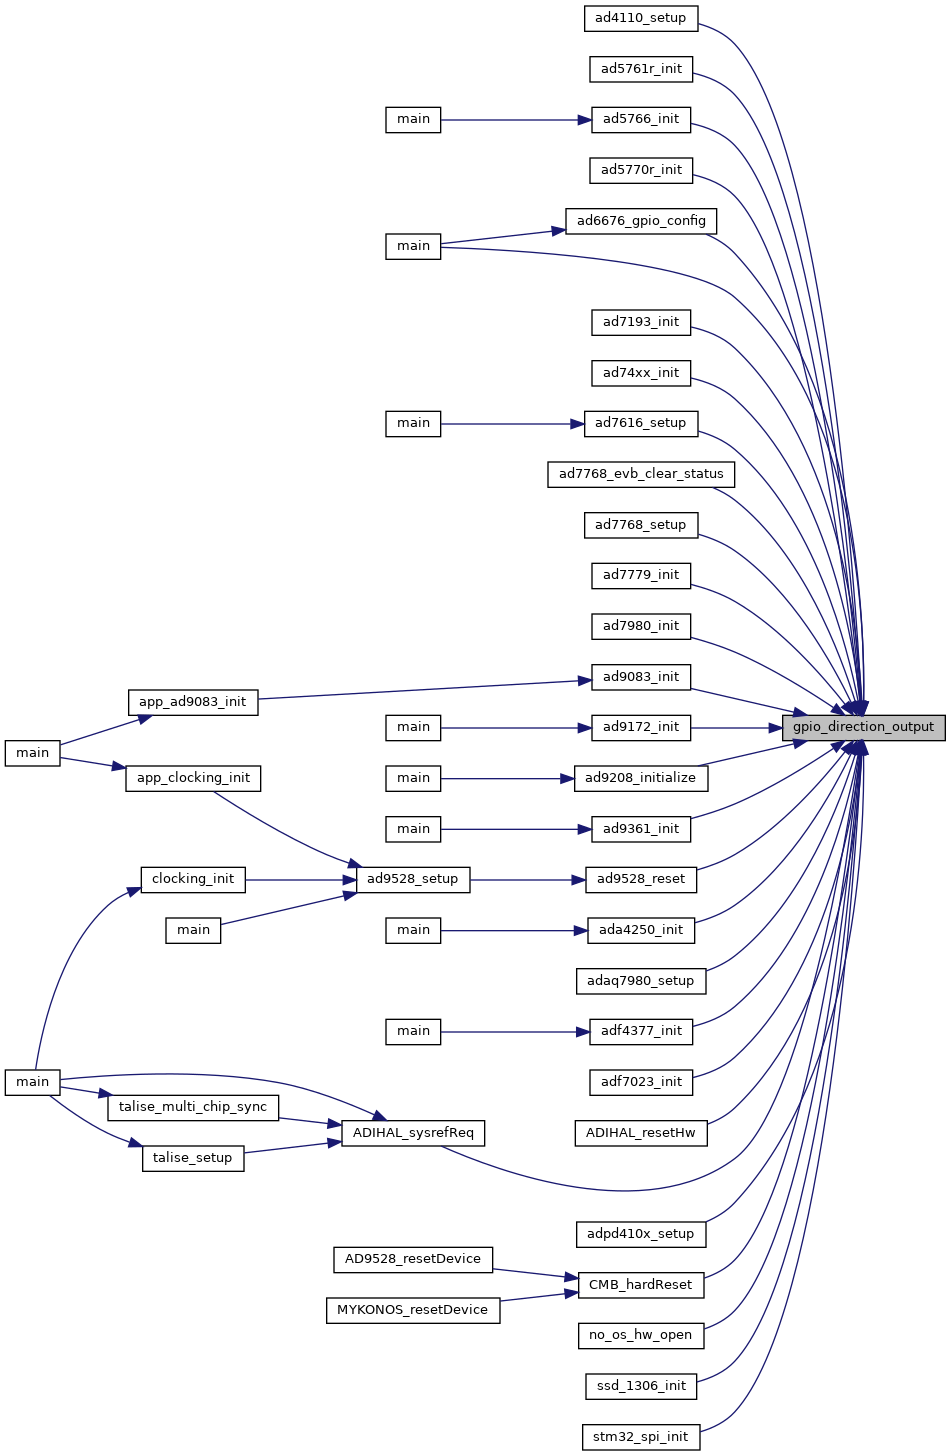 ad4110_setup
ad5761r_init
main
ad5766_init
ad5770r_init
ad6676_gpio_config
main
ad7193_init
ad74xx_init
main
ad7616_setup
ad7768_evb_clear_status
ad7768_setup
ad7779_init
ad7980_init
ad9083_init
app_ad9083_init
main
ad9172_init
gpio_direction_output
main
app_clocking_init
main
ad9208_initialize
main
ad9361_init
clocking_init
ad9528_setup
ad9528_reset
main
main
ada4250_init
adaq7980_setup
main
adf4377_init
main
adf7023_init
talise_multi_chip_sync
ADIHAL_sysrefReq
ADIHAL_resetHw
talise_setup
adpd410x_setup
AD9528_resetDevice
CMB_hardReset
MYKONOS_resetDevice
no_os_hw_open
ssd_1306_init
stm32_spi_init